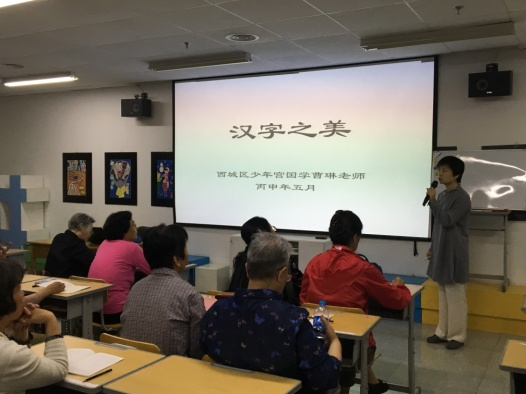 汉字之美
西城区少年宫国学曹琳老师
丙申年五月